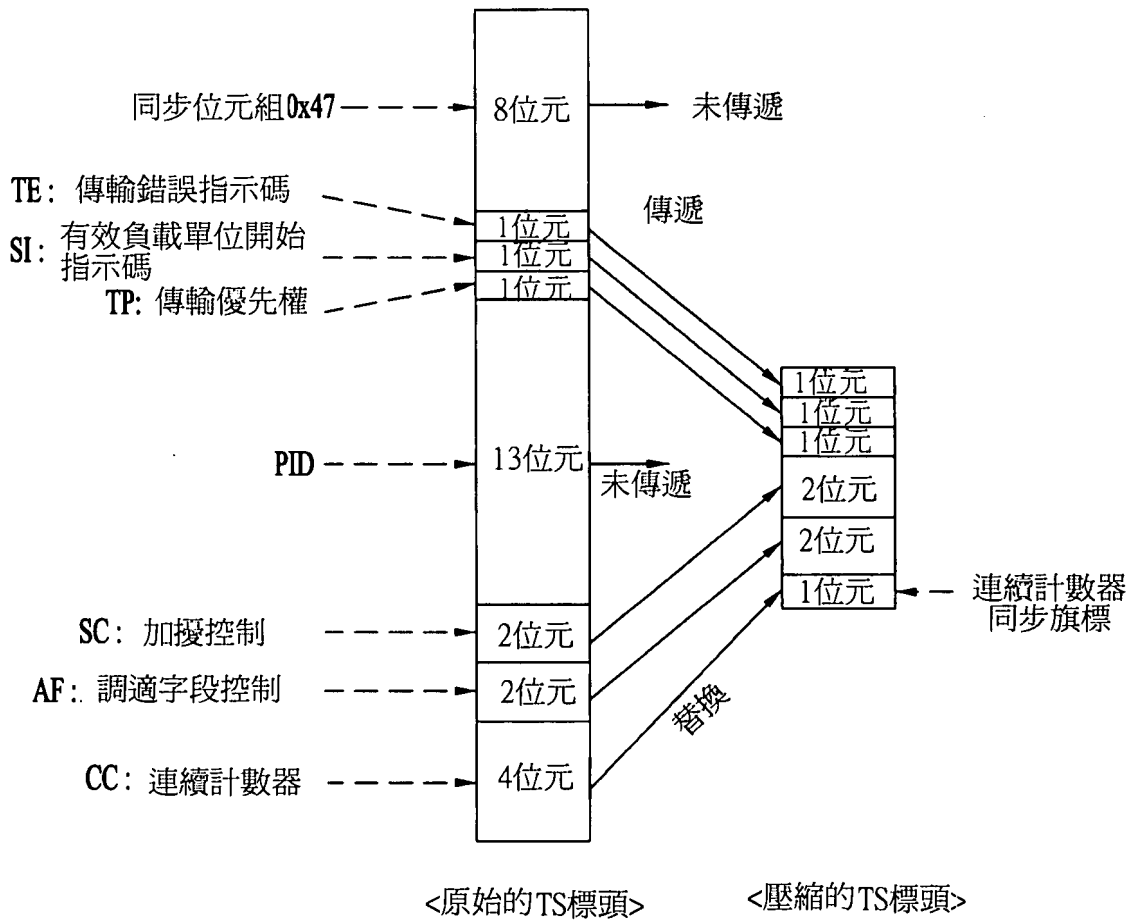 同步位元組0x47
8位元
未傳遞
TE: 傳輸錯誤指示碼
1位元
傳遞
SI: 有效負載單位開始
指示碼
1位元
TP: 傳輸優先權
1位元
1位元
1位元
1位元
PID
13位元
未傳遞
2位元
2位元
1位元
連續計數器
同步旗標
SC: 加擾控制
2位元
AF: 調適字段控制
2位元
替換
CC: 連續計數器
4位元
<原始的TS標頭>
<壓縮的TS標頭>